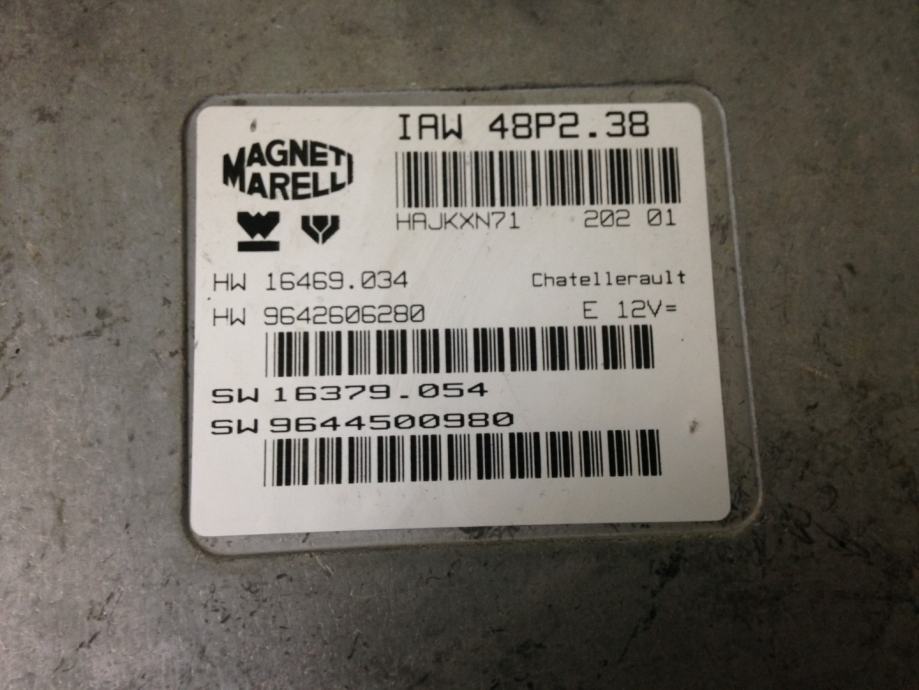 IAW 48P2.38
MAGNETI
MARELLI
HAJKXN71 202 01
HW 16469.034 Chatellerault
HW 9642606280 E 12V=
SW 16379.054
SW 9644500980